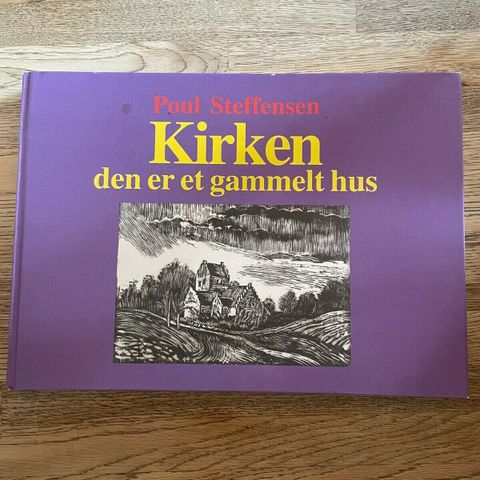 Poul Steffensen
Kirken
den er et gammelt hus